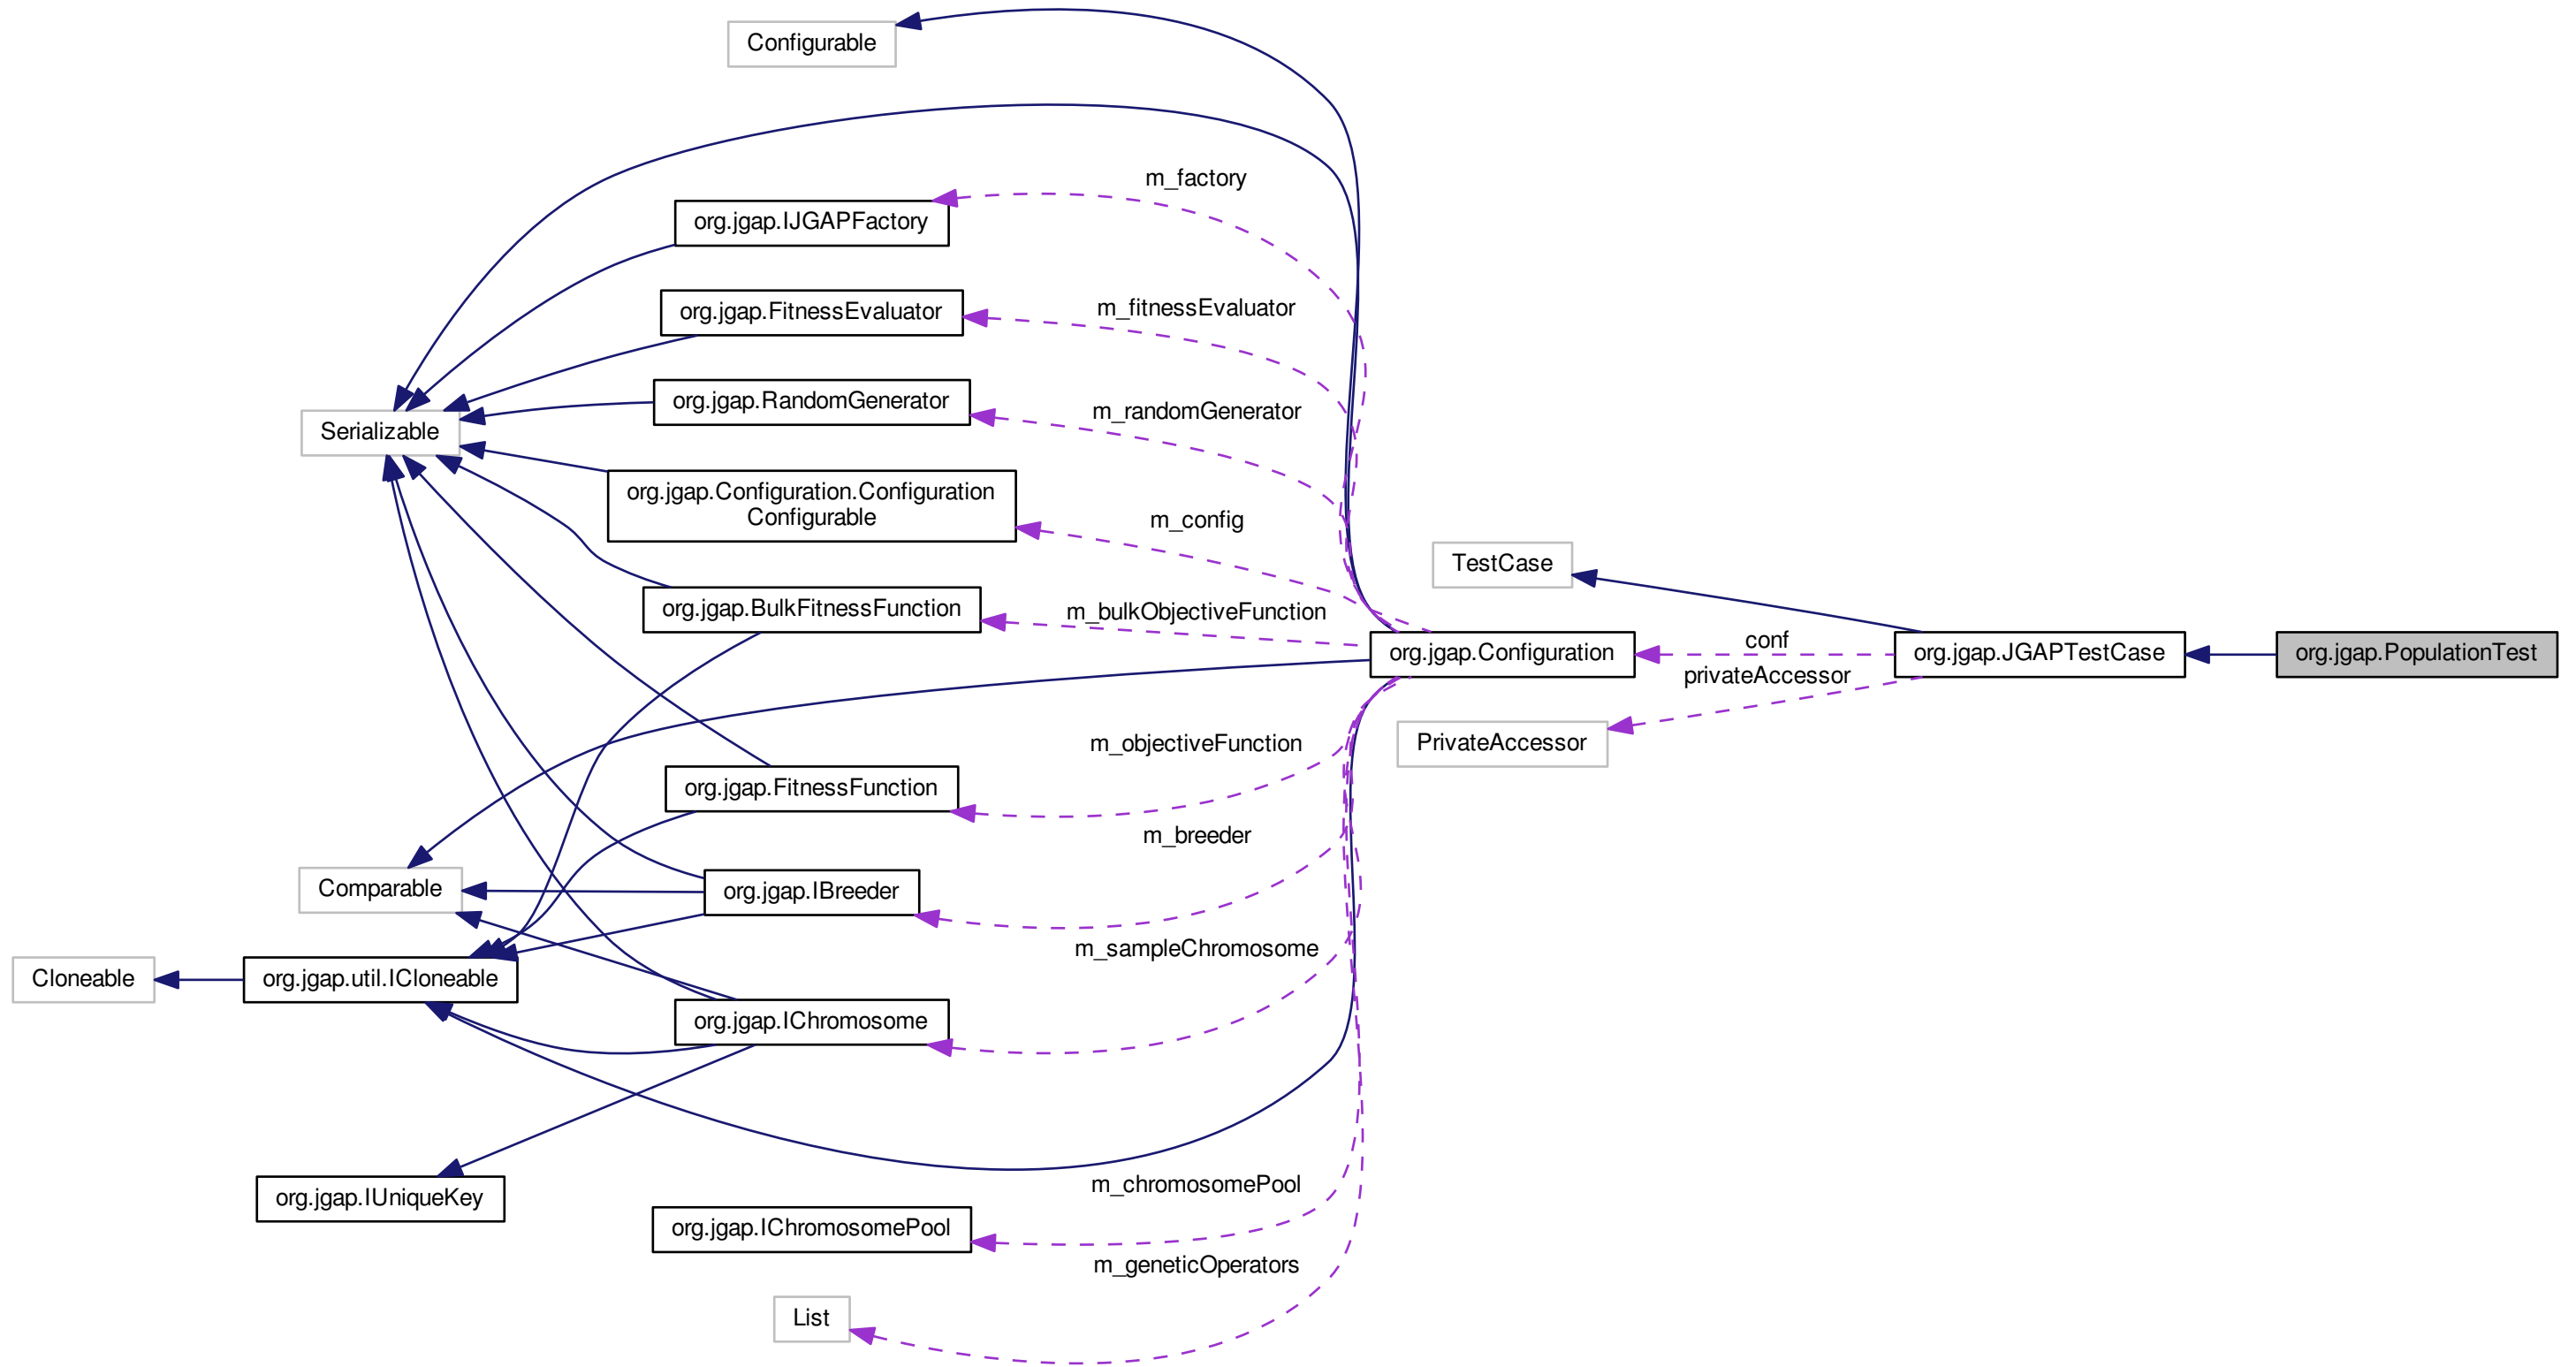 Configurable
m_factory
org.jgap.IJGAPFactory
m_fitnessEvaluator
org.jgap.FitnessEvaluator
m_randomGenerator
org.jgap.RandomGenerator
Serializable
org.jgap.Configuration.Configuration
Configurable
m_config
TestCase
org.jgap.BulkFitnessFunction
m_bulkObjectiveFunction
org.jgap.Configuration
conf
org.jgap.JGAPTestCase
org.jgap.PopulationTest
privateAccessor
PrivateAccessor
m_objectiveFunction
org.jgap.FitnessFunction
m_breeder
Comparable
org.jgap.IBreeder
m_sampleChromosome
Cloneable
org.jgap.util.ICloneable
org.jgap.IChromosome
m_chromosomePool
org.jgap.IUniqueKey
org.jgap.IChromosomePool
m_geneticOperators
List